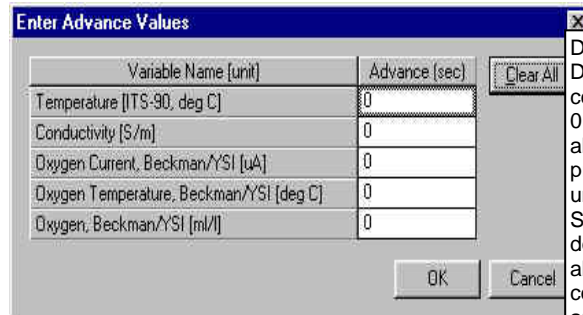 Enter Advance Values
Variable Name [unit] Advance (sec) Clear All
Temperature [ITS-90, deg C] 0
Conductivity [S/m] 0
Oxygen Current, Beckman/YSI [uA] 0
Oxygen Temperature, Beckman/YSI [deg C] 0
Oxygen, Beckman/YSI [ml/l] 0
OK Cancel